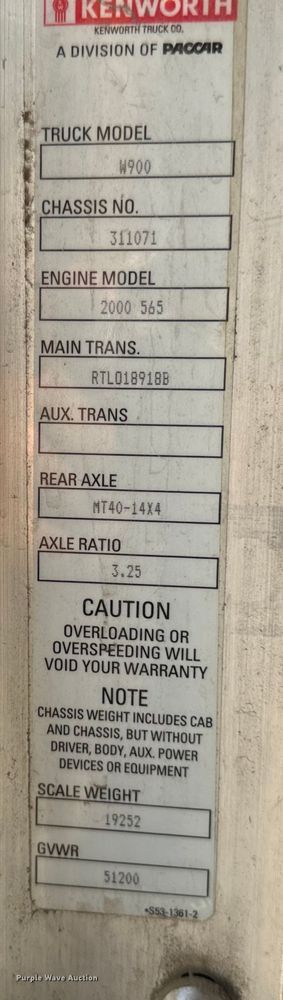 KENWORTH
KENWORTH TRUCK CO.
A DIVISION OF PACCAR
TRUCK MODEL
W900
CHASSIS NO.
311071
ENGINE MODEL
2000 565
MAIN TRANS.
RTLO18918B
AUX. TRANS
REAR AXLE
MT40-14X4
AXLE RATIO
3.25
CAUTION
OVERLOADING OR
OVERSPEEDING WILL
VOID YOUR WARRANTY
NOTE
CHASSIS WEIGHT INCLUDES CAB
AND CHASSIS, BUT WITHOUT
DRIVER, BODY, AUX. POWER
DEVICES OR EQUIPMENT
SCALE WEIGHT
19252
GVWR
51200
•S53-1361-2
Purple Wave Auction